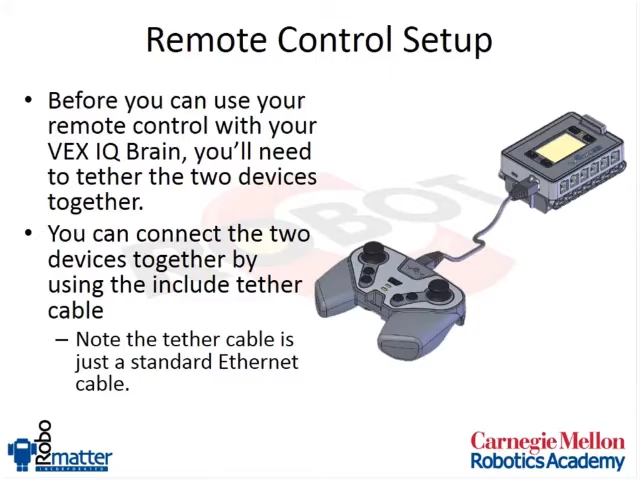 Remote Control Setup
• Before you can use your
remote control with your
VEX IQ Brain, you'll need
to tether the two devices
together.
• You can connect the two
devices together by
using the include tether
cable
– Note the tether cable is
just a standard Ethernet
cable.
ROBOT
Robo
matter
INCORPORATED
Carnegie Mellon
Robotics Academy